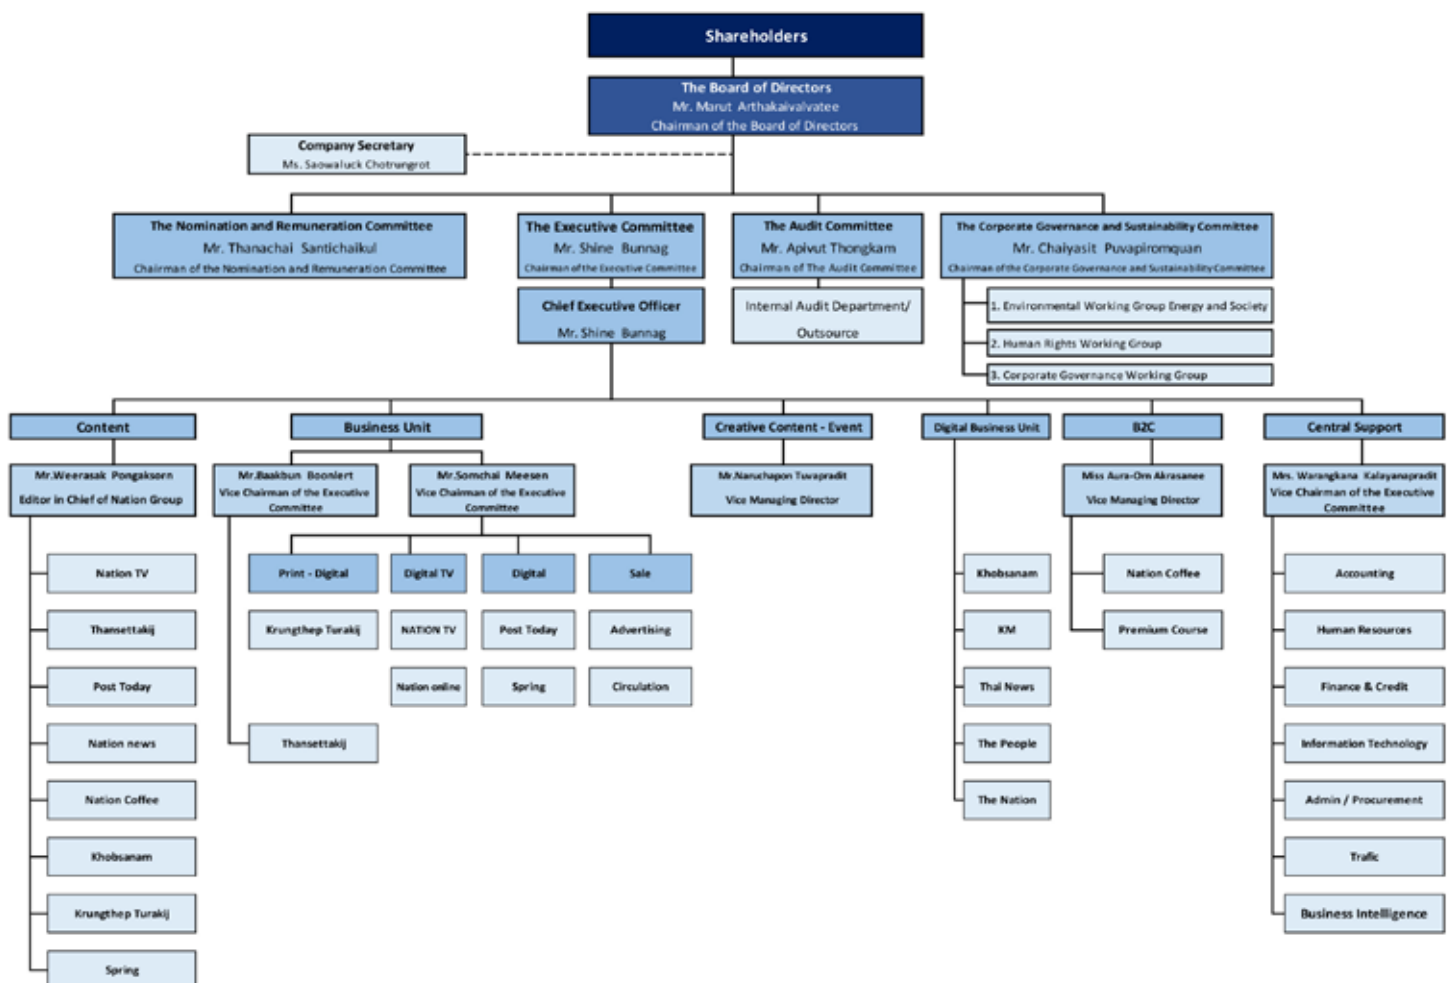 Shareholders
The Board of Directors
Mr. Marut Arthakaivalvatee
Chairman of the Board of Directors
Company Secretary
Ms. Saowaluck Chotrungrot
The Nomination and Remuneration Committee
Mr. Thanachai Santichaikul
Chairman of the Nomination and Remuneration Committee
The Executive Committee
Mr. Shine Bunnag
Chairman of the Executive Committee
The Audit Committee
Mr. Apivut Thongkam
Chairman of The Audit Committee
The Corporate Governance and Sustainability Committee
Mr. Chaiyasit Puvapiromquan
Chairman of the Corporate Governance and Sustainability Committee
Chief Executive Officer
Mr. Shine Bunnag
Internal Audit Department/
Outsource
1. Environmental Working Group Energy and Society
2. Human Rights Working Group
3. Corporate Governance Working Group
Content
Mr.Weerasak Pongaksorn
Editor in Chief of Nation Group
Nation TV
Thansettakij
Post Today
Nation news
Nation Coffee
Khobsanam
Krungthep Turakij
Spring
Business Unit
Mr.Baakbun Boonlert
Vice Chairman of the Executive
Committee
Mr.Somchai Meesen
Vice Chairman of the Executive
Committee
Print - Digital
Krungthep Turakij
Thansettakij
Digital TV
NATION TV
Nation online
Digital
Post Today
Spring
Sale
Advertising
Circulation
Creative Content - Event
Mr.Naruchapon Tuvapradit
Vice Managing Director
Digital Business Unit
Khobsanam
KM
Thai News
The People
The Nation
B2C
Miss Aura-Orn Akrasanee
Vice Managing Director
Nation Coffee
Premium Course
Central Support
Mrs. Warangkana Kalayanapradit
Vice Chairman of the Executive
Committee
Accounting
Human Resources
Finance & Credit
Information Technology
Admin / Procurement
Trafic
Business Intelligence